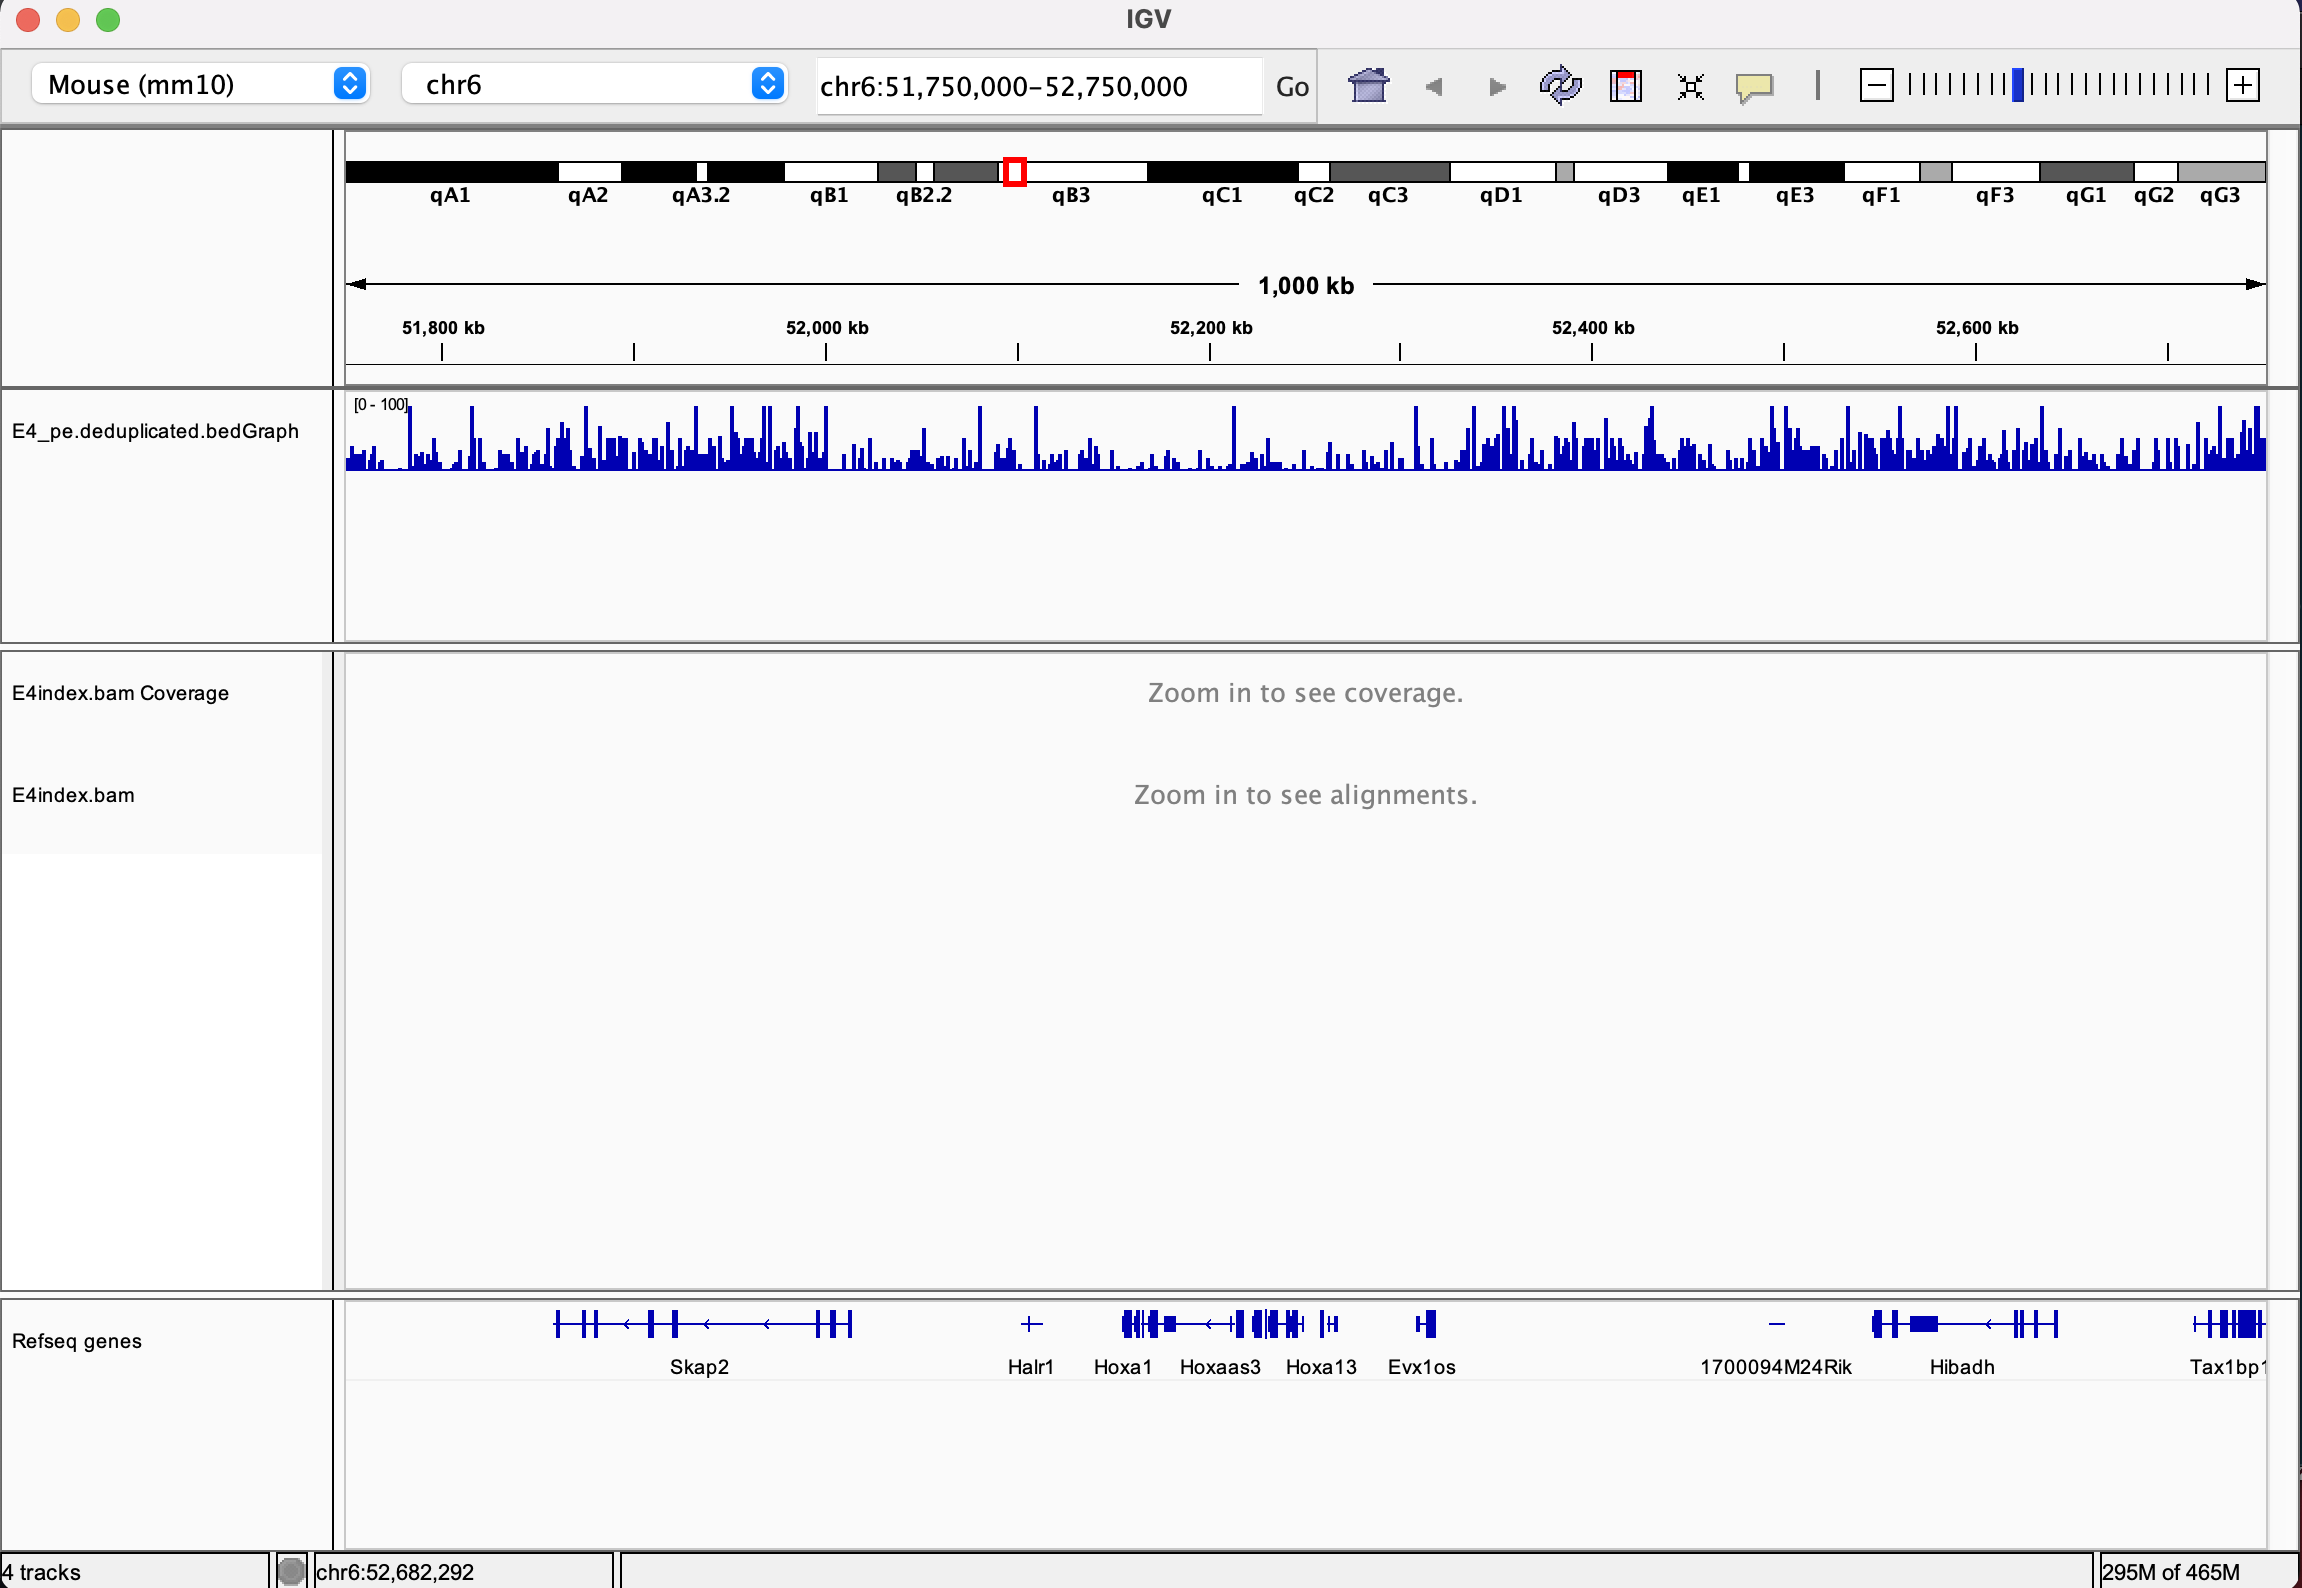 IGV
Mouse (mm10) chr6 chr6:51,750,000-52,750,000 Go
qA1 qA2 qA3.2 qB1 qB2.2 qB3 qC1 qC2 qC3 qD1 qD3 qE1 qE3 qF1 qF3 qG1 qG2 qG3
1,000 kb
51,800 kb 52,000 kb 52,200 kb 52,400 kb 52,600 kb
[0 - 100]
E4_pe.deduplicated.bedGraph
E4index.bam Coverage Zoom in to see coverage.
E4index.bam Zoom in to see alignments.
Refseq genes
Skap2 Halr1 Hoxa1 Hoxaas3 Hoxa13 Evx1os 1700094M24Rik Hibadh Tax1bp1
4 tracks chr6:52,682,292 295M of 465M